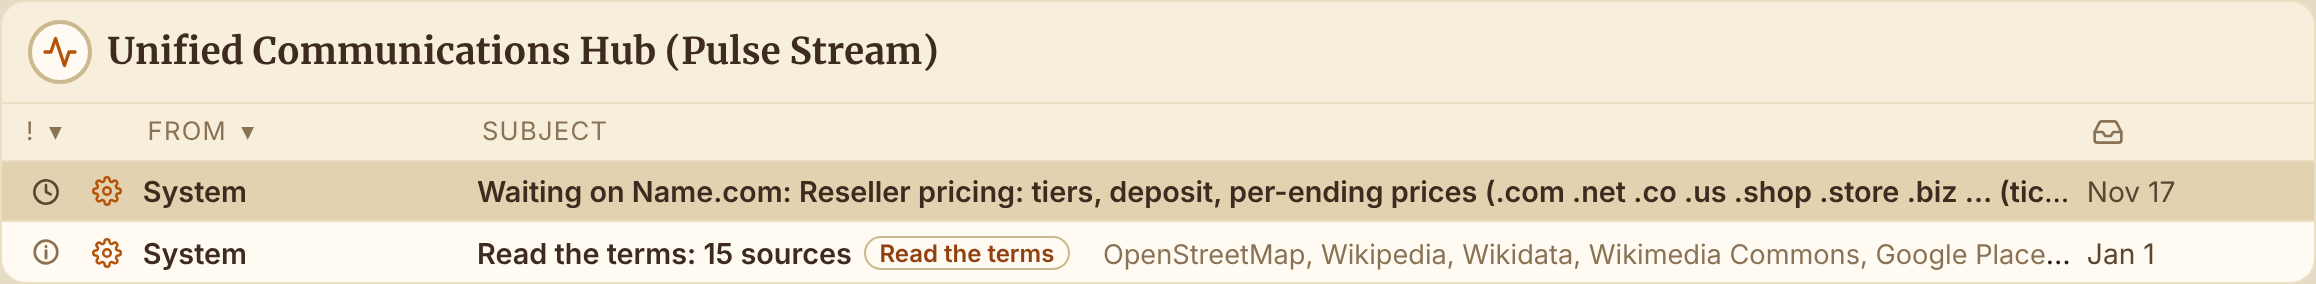 Unified Communications Hub (Pulse Stream)
! ▼ FROM ▼ SUBJECT
System Waiting on Name.com: Reseller pricing: tiers, deposit, per-ending prices (.com .net .co .us .shop .store .biz ... (tic... Nov 17
System Read the terms: 15 sources Read the terms OpenStreetMap, Wikipedia, Wikidata, Wikimedia Commons, Google Place... Jan 1